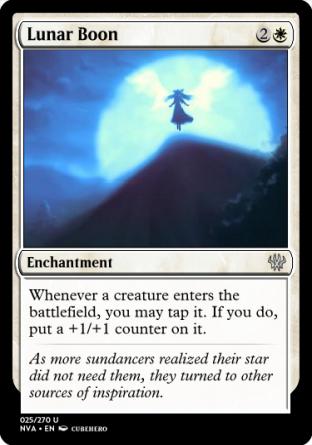 Lunar Boon 2
Enchantment
Whenever a creature enters the
battlefield, you may tap it. If you do,
put a +1/+1 counter on it.
As more sundancers realized their star
did not need them, they turned to other
sources of inspiration.
025/270 U
NVA • EN CUBEHERO